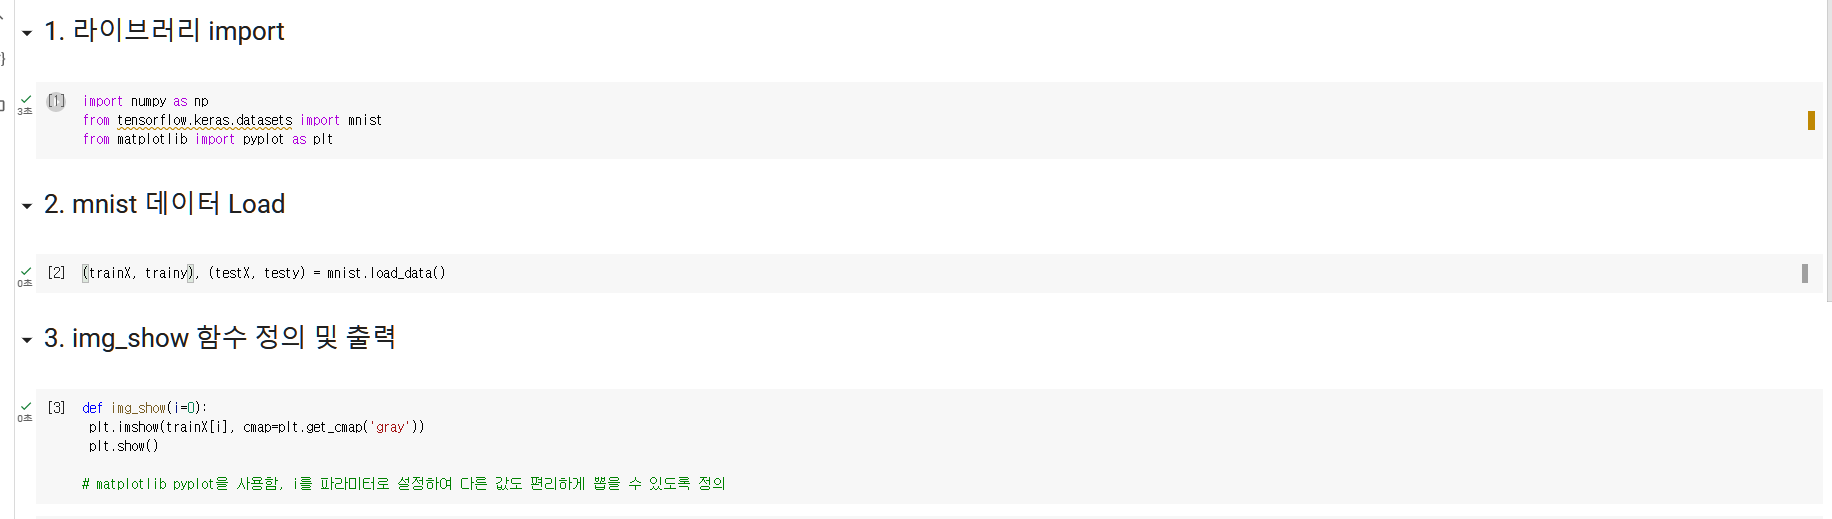 1. 라이브러리 import
[1] import numpy as np
3초 from tensorflow.keras.datasets import mnist
from matplotlib import pyplot as plt
2. mnist 데이터 Load
[2] (trainX, trainy), (testX, testy) = mnist.load_data()
0초
3. img_show 함수 정의 및 출력
[3] def img_show(i=0):
0초 plt.imshow(trainX[i], cmap=plt.get_cmap('gray'))
plt.show()
# matplotlib pyplot을 사용함, i를 파라미터로 설정하여 다른 값도 편리하게 뽑을 수 있도록 정의